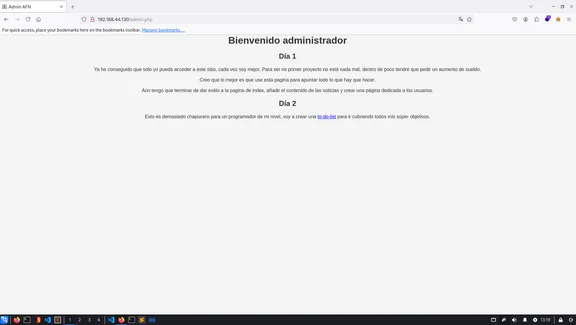 Admin AFN
192.168.44.130/admin.php
For quick access, place your bookmarks here on the bookmarks toolbar. Manage bookmarks...
Bienvenido administrador
Día 1
Ya he conseguido que solo yo pueda acceder a este sitio, cada vez soy mejor. Para ser mi primer proyecto no está nada mal, dentro de poco tendré que pedir un aumento de sueldo.
Creo que lo mejor es que use esta pagina para apuntar todo lo que hay que hacer.
Aún tengo que terminar de dar estilo a la pagina de index, añadir el contenido de las noticias y crear una página dedicada a los usuarios.
Día 2
Esto es demasiado chapucero para un programador de mi nivel, voy a crear una to-do-list para ir cubriendo todos mis súper objetivos.
1 2 3 4
13:19